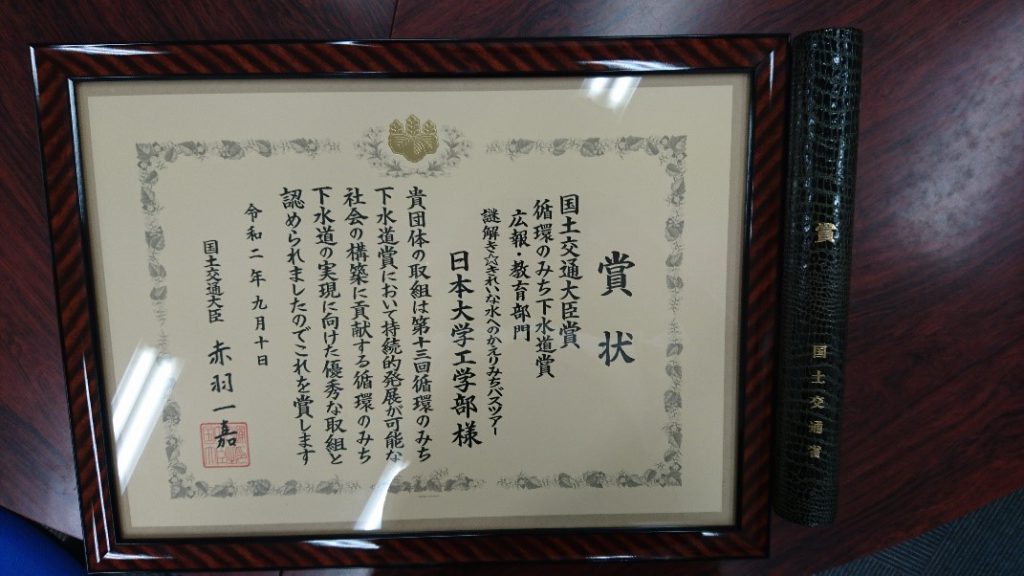 賞状
国土交通大臣賞
循環のみち下水道賞
広報・教育部門
謎解き☆きれいな水へのかえりみちバスツアー
日本大学工学部様
貴団体の取組は第十三回循環のみち
下水道賞において持続的発展が可能な
社会の構築に貢献する循環のみち
下水道の実現に向けた優秀な取組と
認められましたのでこれを賞します
令和二年九月十日
国土交通大臣 赤羽一嘉
賞
国土交通省